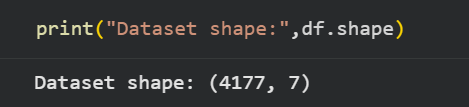 print("Dataset shape:",df.shape)
Dataset shape: (4177, 7)